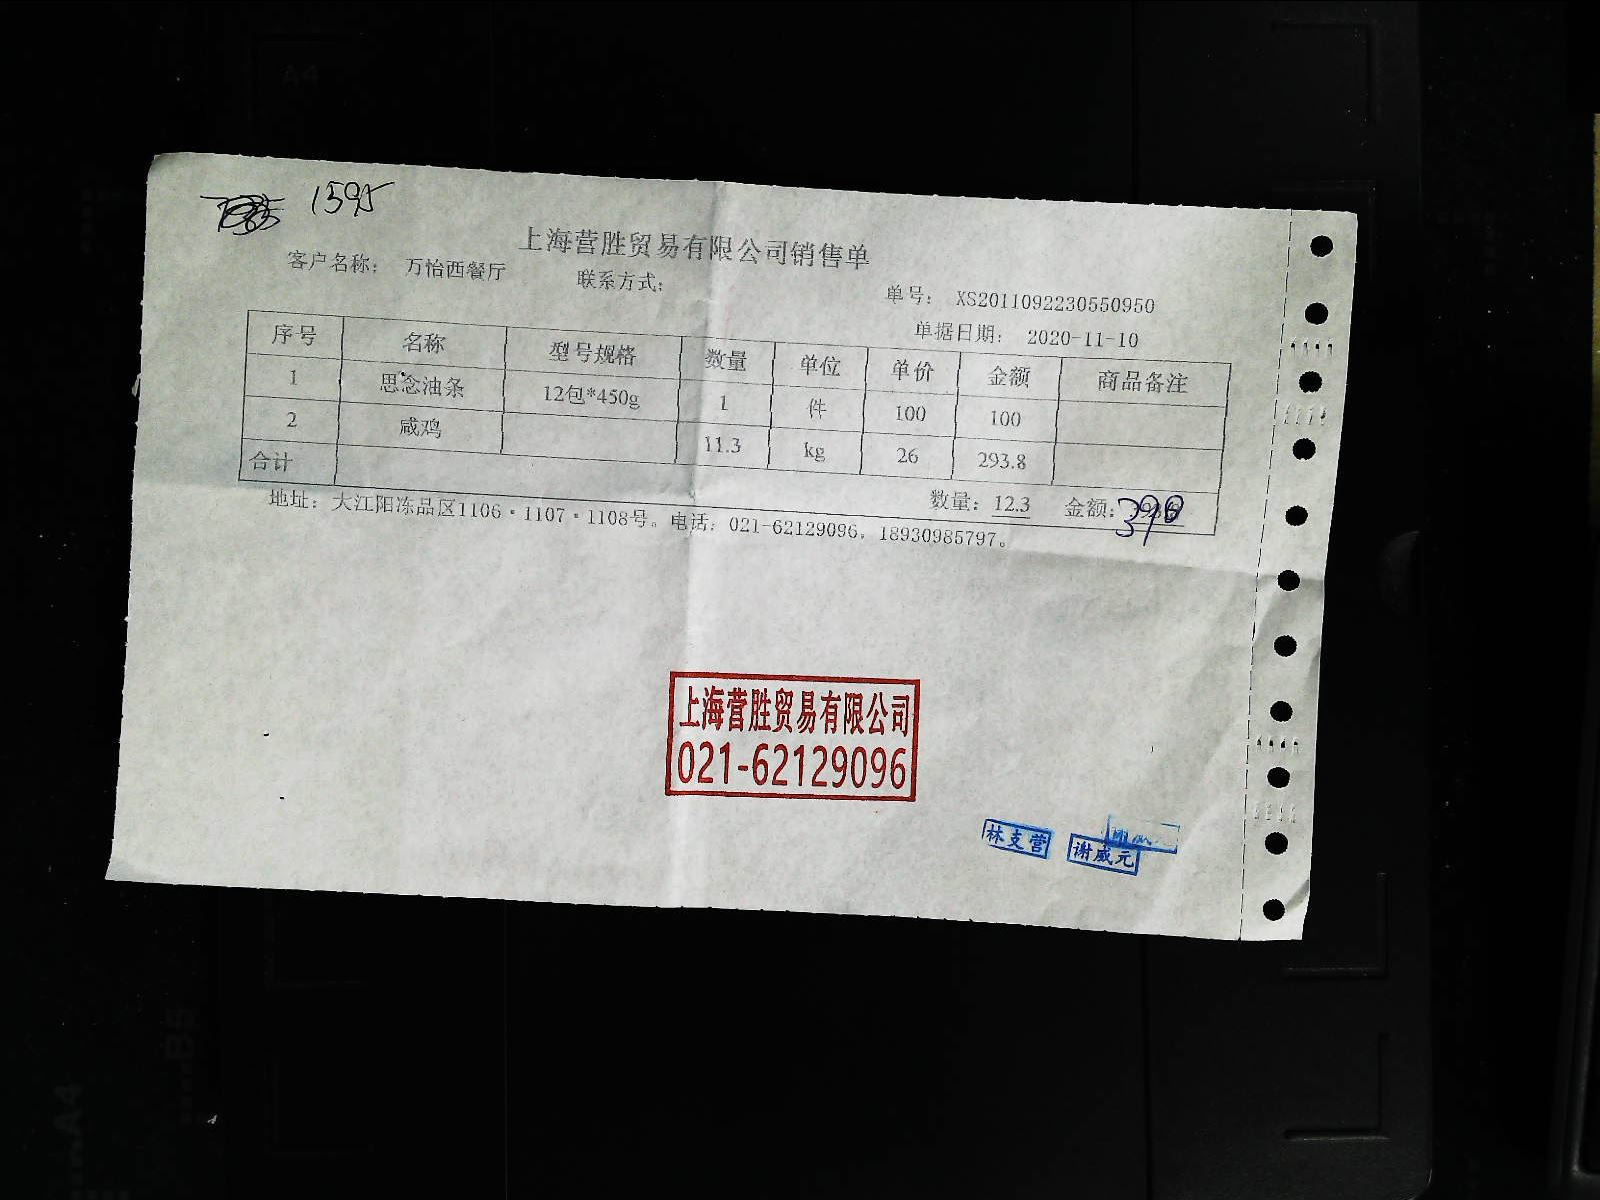 1595
上海营胜贸易有限公司销售单
客户名称： 万怡西餐厅 联系方式： 单号： XS2011092230550950
单据日期： 2020-11-10
序号 名称 型号规格 数量 单位 单价 金额 商品备注
1 思念油条 12包*450g 1 件 100 100
2 咸鸡 11.3 kg 26 293.8
合计 数量：12.3 金额：
地址：大江阳冻品区1106·1107·1108号。电话：021-62129096，18930985797。
上海营胜贸易有限公司
021-62129096
林支营
谢威元
A4
B5
A4